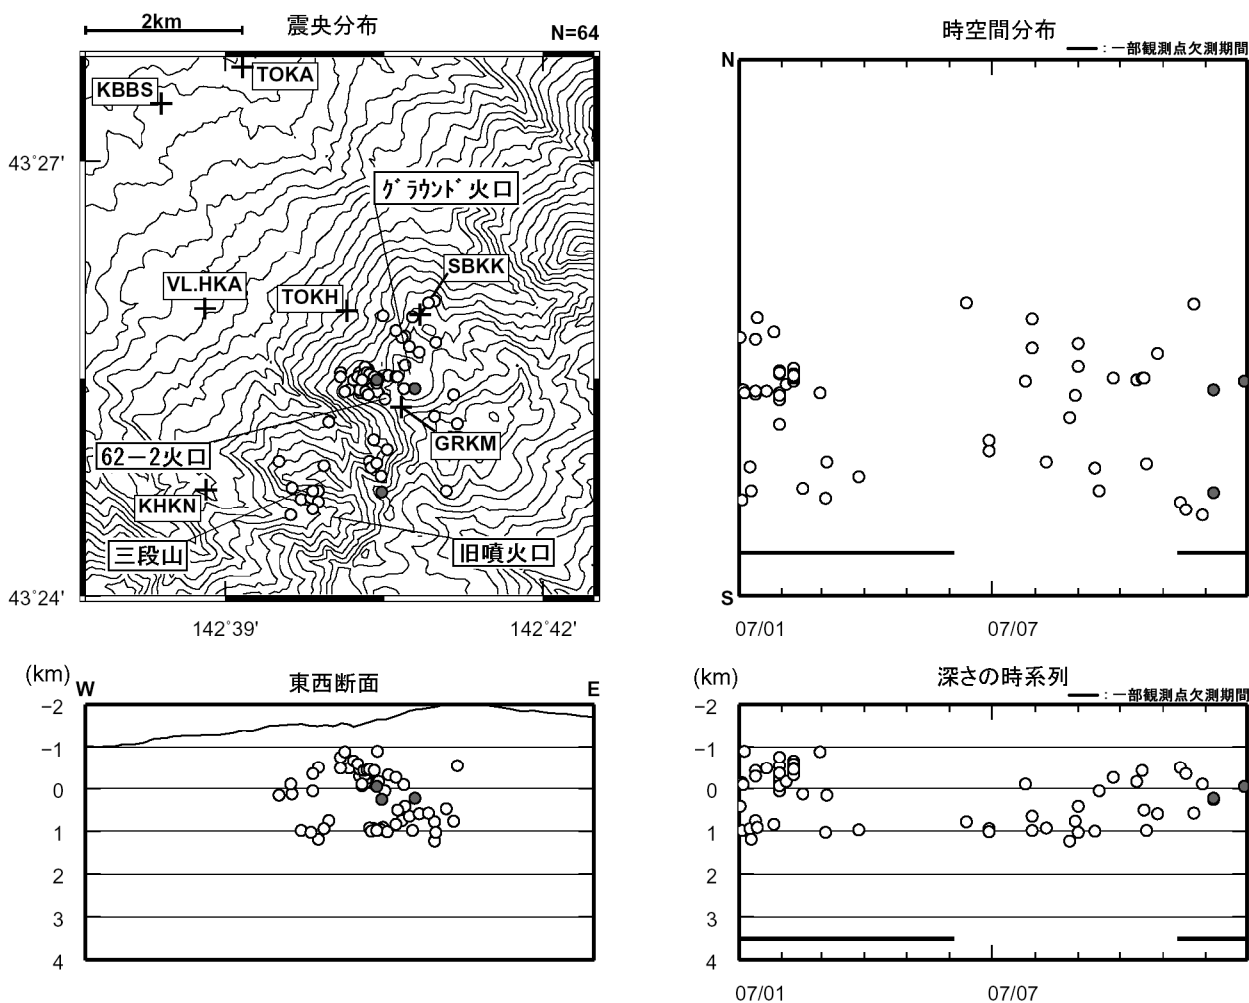 2km
震央分布
N=64
TOKA
KBBS
43°27'
グラウンド火口
SBKK
VL.HKA
TOKH
GRKM
62−2火口
KHKN
三段山
旧噴火口
43°24'
142°39'
142°42'
時空間分布
:一部観測点欠測期間
N
S
07/01
07/07
(km)
W
東西断面
E
−2
−1
0
1
2
3
4
(km)
深さの時系列
:一部観測点欠測期間
−2
−1
0
1
2
3
4
07/01
07/07